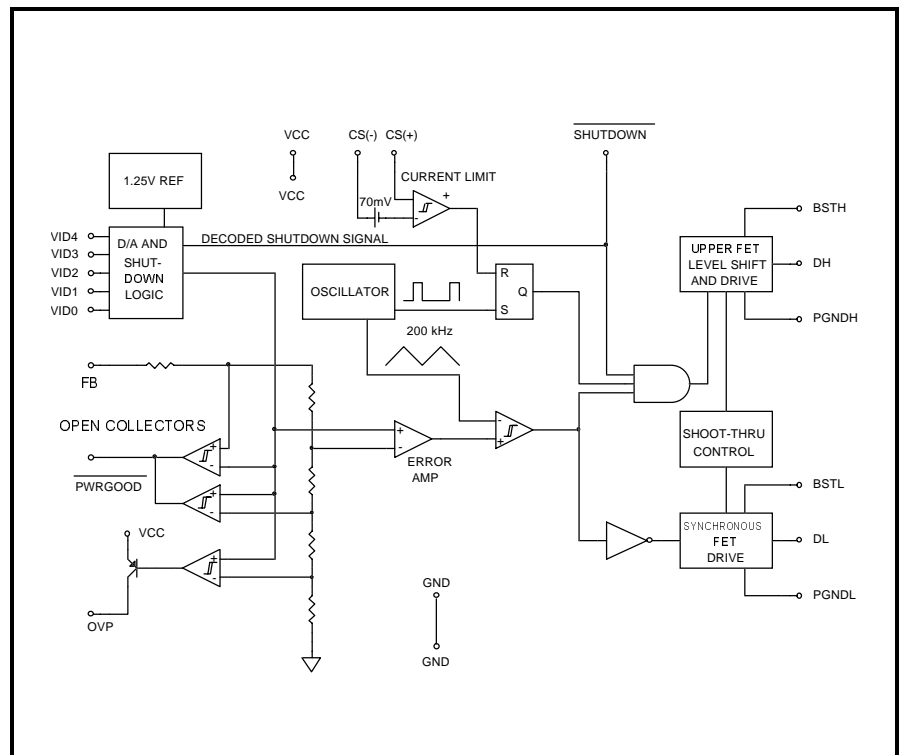 VCC
CS(-)
CS(+)
SHUTDOWN
1.25V REF
CURRENT LIMIT
VCC
70mV
+
-
BSTH
VID4
VID3
VID2
VID1
VID0
D/A AND
SHUT-
DOWN
LOGIC
DECODED SHUTDOWN SIGNAL
UPPER FET
LEVEL SHIFT
AND DRIVE
DH
OSCILLATOR
R
Q
S
PGNDH
200 kHz
FB
OPEN COLLECTORS
-
+
+
-
ERROR
AMP
SHOOT-THRU
CONTROL
+
-
PWRGOOD
+
-
BSTL
VCC
SYNCHRONOUS
FET
DRIVE
DL
+
-
GND
PGNDL
OVP
GND